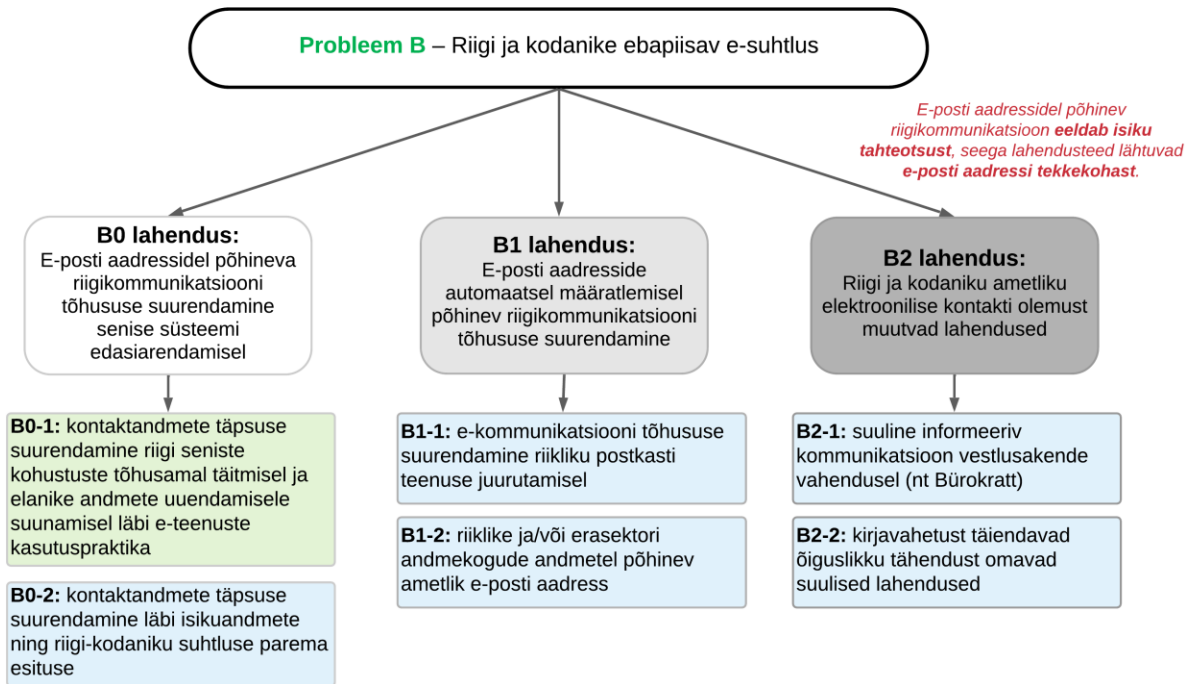 Probleem B – Riigi ja kodanike ebapiisav e-suhtlus
E-posti aadressidel põhinev
riigikommunikatsioon eeldab isiku
tahteotsust, seega lahendusteed lähtuvad
e-posti aadressi tekkekohast.
B0 lahendus:
E-posti aadressidel põhineva
riigikommunikatsiooni
tõhususe suurendamine
senise süsteemi
edasiarendamisel
B1 lahendus:
E-posti aadresside
automaatsel määratlemisel
põhinev riigikommunikatsiooni
tõhususe suurendamine
B2 lahendus:
Riigi ja kodaniku ametliku
elektroonilise kontakti olemust
muutvad lahendused
B0-1: kontaktandmete täpsuse
suurendamine riigi seniste
kohustuste tõhusamal täitmisel ja
elanike andmete uuendamisele
suunamisel läbi e-teenuste
kasutuspraktika
B0-2: kontaktandmete täpsuse
suurendamine läbi isikuandmete
ning riigi-kodaniku suhtluse parema
esituse
B1-1: e-kommunikatsiooni tõhususe
suurendamine riikliku postkasti
teenuse juurutamisel
B1-2: riiklike ja/või erasektori
andmekogude andmetel põhinev
ametlik e-posti aadress
B2-1: suuline informeeriv
kommunikatsioon vestlusakende
vahendusel (nt Bürokratt)
B2-2: kirjavahetust täiendavad
õiguslikku tähendust omavad
suulised lahendused